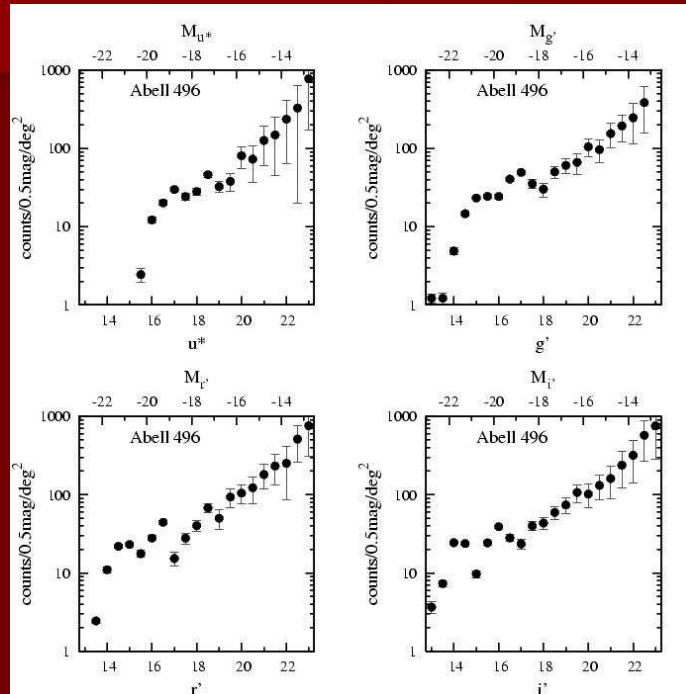 M_u*
-22 -20 -18 -16 -14
Abell 496
counts/0.5mag/deg²
1000
100
10
1
14 16 18 20 22
u*
M_g'
-22 -20 -18 -16 -14
Abell 496
counts/0.5mag/deg²
1000
100
10
1
14 16 18 20 22
g'
M_r'
-22 -20 -18 -16 -14
Abell 496
counts/0.5mag/deg²
1000
100
10
1
14 16 18 20 22
r'
M_i'
-22 -20 -18 -16 -14
Abell 496
counts/0.5mag/deg²
1000
100
10
1
14 16 18 20 22
i'